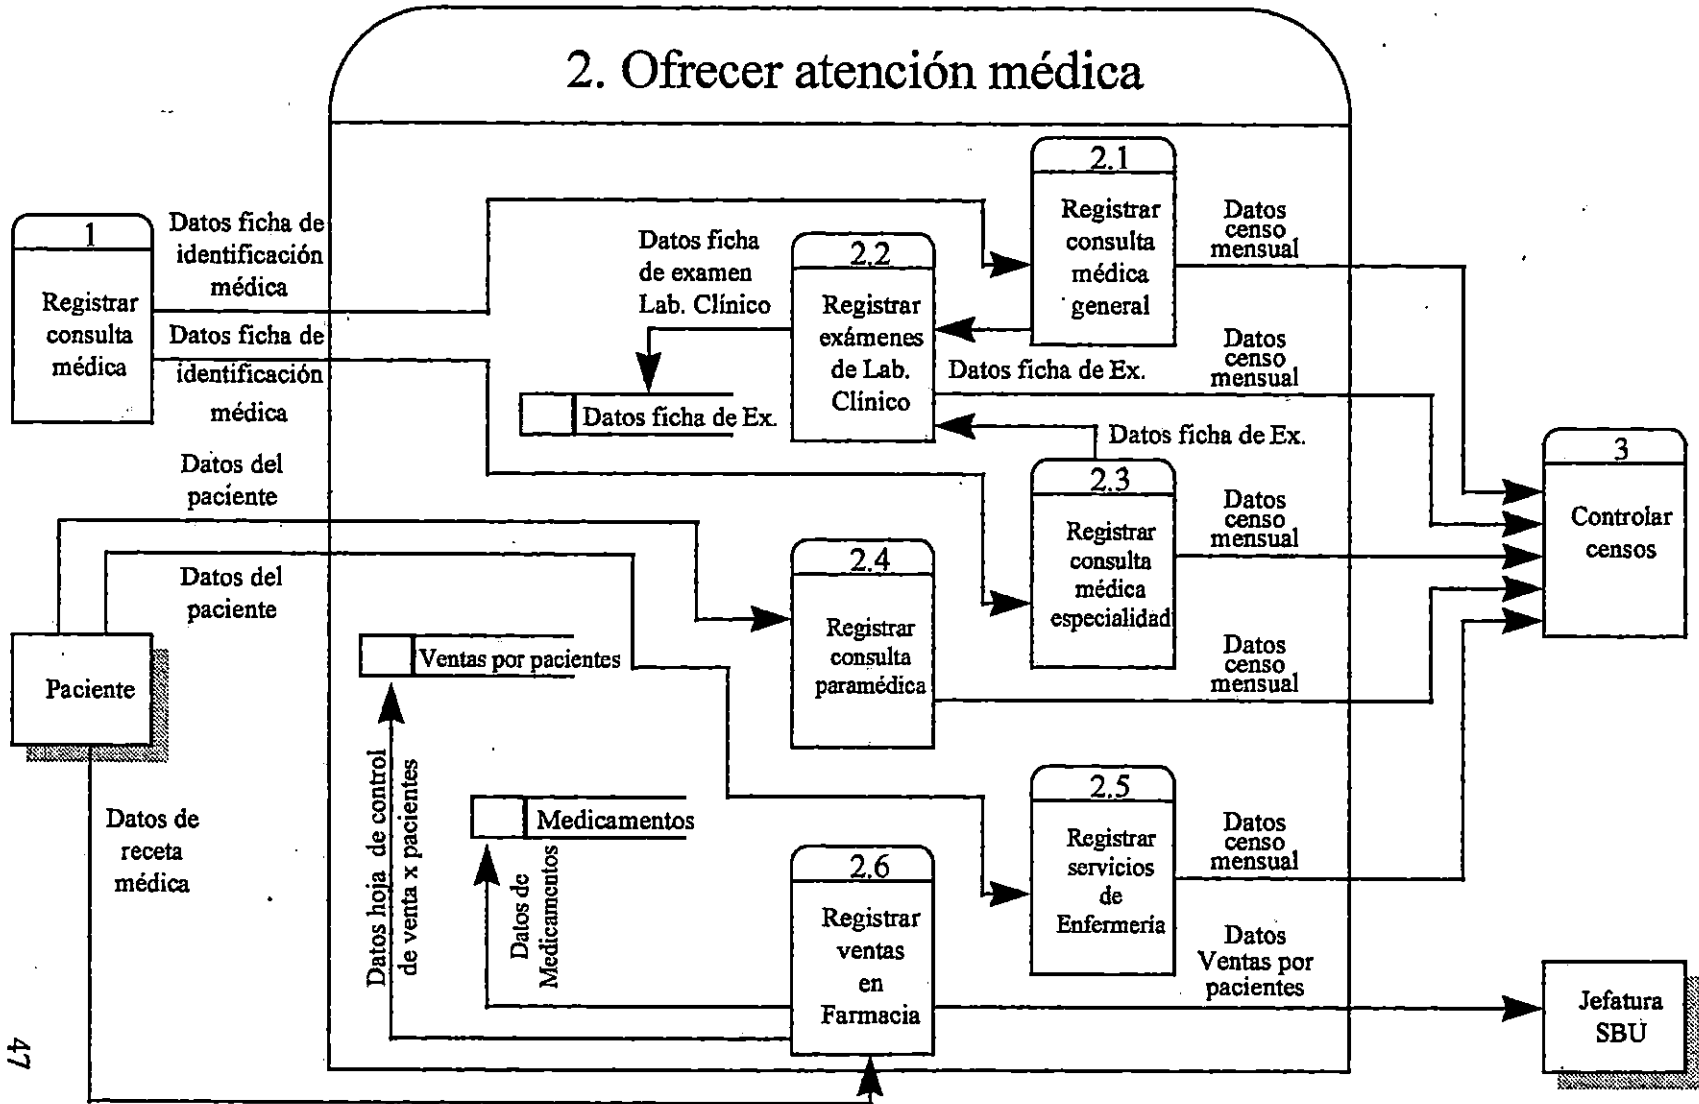 2. Ofrecer atención médica
1
Registrar
consulta
médica
Datos ficha de
identificación
médica
Datos ficha de
identificación
médica
Datos del
paciente
Datos del
paciente
Paciente
Datos de
receta
médica
2.1
Registrar
consulta
médica
general
Datos
censo
mensual
Datos ficha
de examen
Lab. Clínico
2.2
Registrar
exámenes
de Lab.
Clínico
Datos ficha de Ex.
Datos
censo
mensual
Datos ficha de Ex.
Datos ficha de Ex.
2.3
Registrar
consulta
médica
especialidad
Datos
censo
mensual
3
Controlar
censos
2.4
Registrar
consulta
paramédica
Datos
censo
mensual
Ventas por pacientes
Datos hoja de control
de venta x pacientes
Medicamentos
Datos de
Medicamentos
2.5
Registrar
servicios
de
Enfermería
Datos
censo
mensual
2.6
Registrar
ventas
en
Farmacia
Datos
Ventas por
pacientes
Jefatura
SBU
47